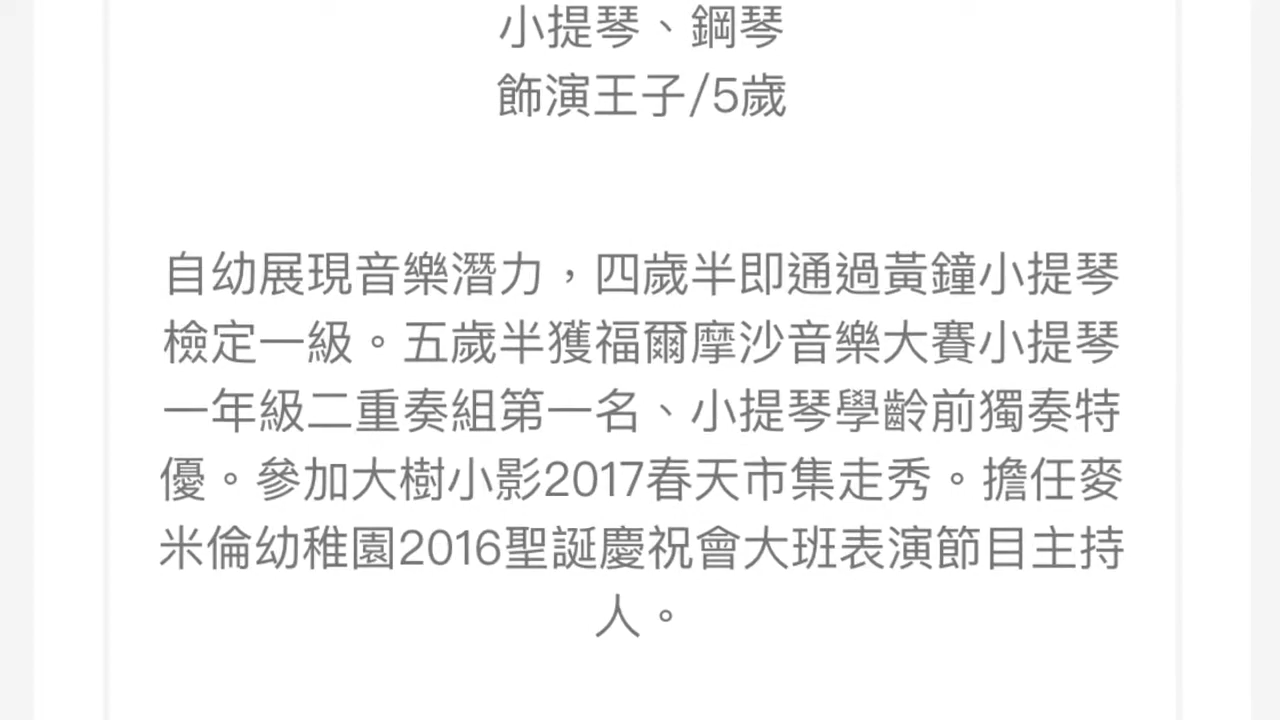 小提琴、鋼琴
飾演王子/5歲
自幼展現音樂潛力，四歲半即通過黃鐘小提琴
檢定一級。五歲半獲福爾摩沙音樂大賽小提琴
一年級二重奏組第一名、小提琴學齡前獨奏特
優。參加大樹小影2017春天市集走秀。擔任麥
米倫幼稚園2016聖誕慶祝會大班表演節目主持
人。